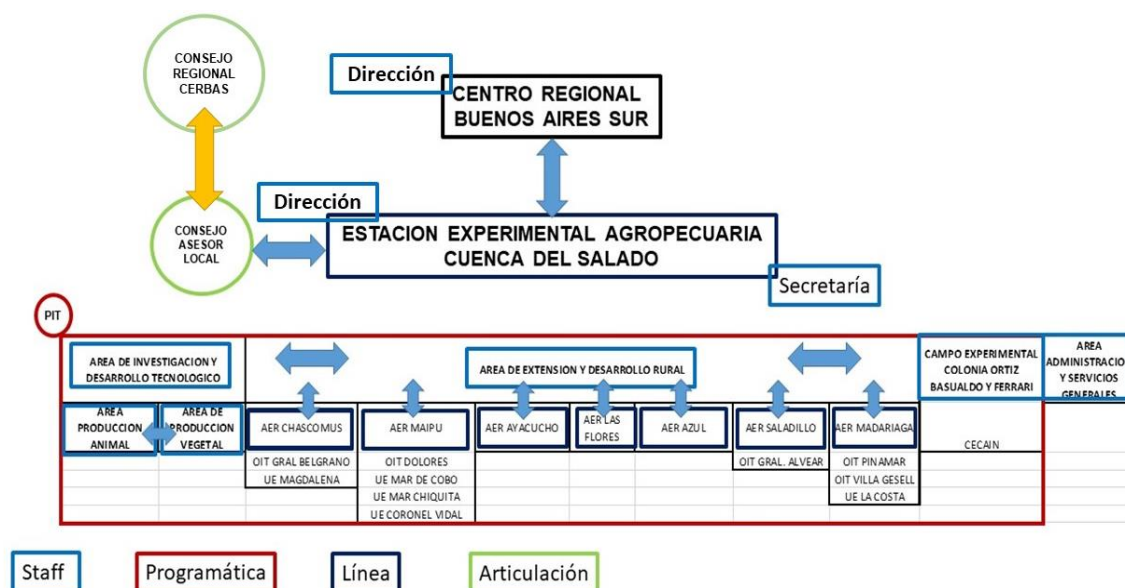 CONSEJO
REGIONAL
CERBAS
Dirección
CENTRO REGIONAL
BUENOS AIRES SUR
Dirección
CONSEJO
ASESOR
LOCAL
ESTACION EXPERIMENTAL AGROPECUARIA
CUENCA DEL SALADO
Secretaría
PIT
AREA DE INVESTIGACION Y
DESARROLLO TECNOLOGICO
AREA DE EXTENSION Y DESARROLLO RURAL
CAMPO EXPERIMENTAL
COLONIA ORTIZ
BASUALDO Y FERRARI
AREA
ADMINISTRACIO
Y SERVICIOS
GENERALES
AREA
PRODUCCION
ANIMAL
AREA DE
PRODUCCION
VEGETAL
AER CHASCOMUS
AER MAIPU
AER AYACUCHO
AER LAS
FLORES
AER AZUL
AER SALADILLO
AER MADARIAGA
CECAIN
OIT GRAL BELGRANO
UE MAGDALENA
OIT DOLORES
UE MAR DE COBO
UE MAR CHIQUITA
UE CORONEL VIDAL
OIT GRAL. ALVEAR
OIT PINAMAR
OIT VILLA GESELL
UE LA COSTA
Staff
Programática
Línea
Articulación